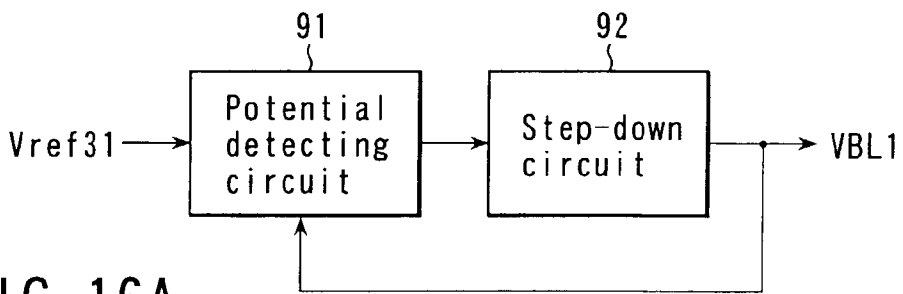 91
92
Vref31
Potential
detecting
circuit
Step-down
circuit
VBL1